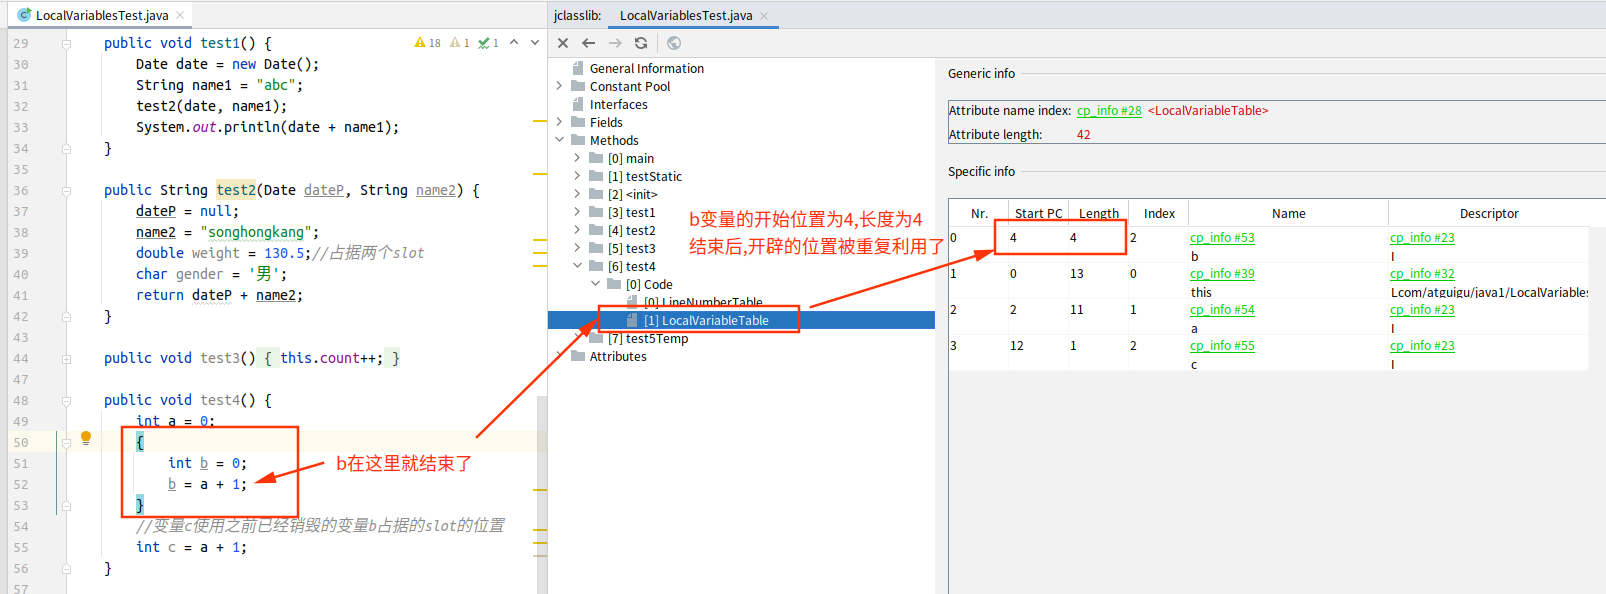 LocalVariablesTest.java
29 public void test1() {
18 1 1
30 Date date = new Date();
31 String name1 = "abc";
32 test2(date, name1);
33 System.out.println(date + name1);
34 }
35
36 public String test2(Date dateP, String name2) {
37 dateP = null;
38 name2 = "songhongkang";
39 double weight = 130.5;//占据两个slot
40 char gender = '男';
41 return dateP + name2;
42 }
43
44 public void test3() { this.count++; }
47
48 public void test4() {
49 int a = 0;
50 {
51 int b = 0;
52 b = a + 1;
53 }
54 //变量c使用之前已经销毁的变量b占据的slot的位置
55 int c = a + 1;
56 }
57
b在这里就结束了
jclasslib: LocalVariablesTest.java
General Information
Constant Pool
Interfaces
Fields
Methods
[0] main
[1] testStatic
[2] <init>
[3] test1
[4] test2
[5] test3
[6] test4
[0] Code
[0] LineNumberTable
[1] LocalVariableTable
[7] test5Temp
Attributes
b变量的开始位置为4,长度为4
结束后,开辟的位置被重复利用了
Generic info
Attribute name index: cp_info #28 <LocalVariableTable>
Attribute length: 42
Specific info
Nr. Start PC Length Index Name Descriptor
0 4 4 2 cp_info #53 cp_info #23
b I
1 0 13 0 cp_info #39 cp_info #32
this Lcom/atguigu/java1/LocalVariables
2 2 11 1 cp_info #54 cp_info #23
a I
3 12 1 2 cp_info #55 cp_info #23
c I